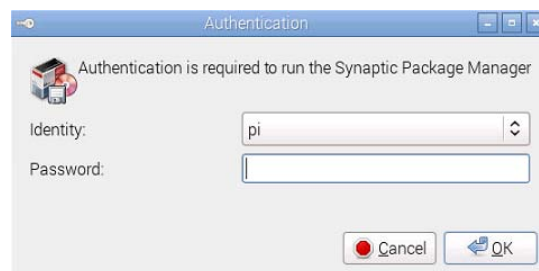 Authentication
Authentication is required to run the Synaptic Package Manager
Identity:
pi
Password:
Cancel
OK